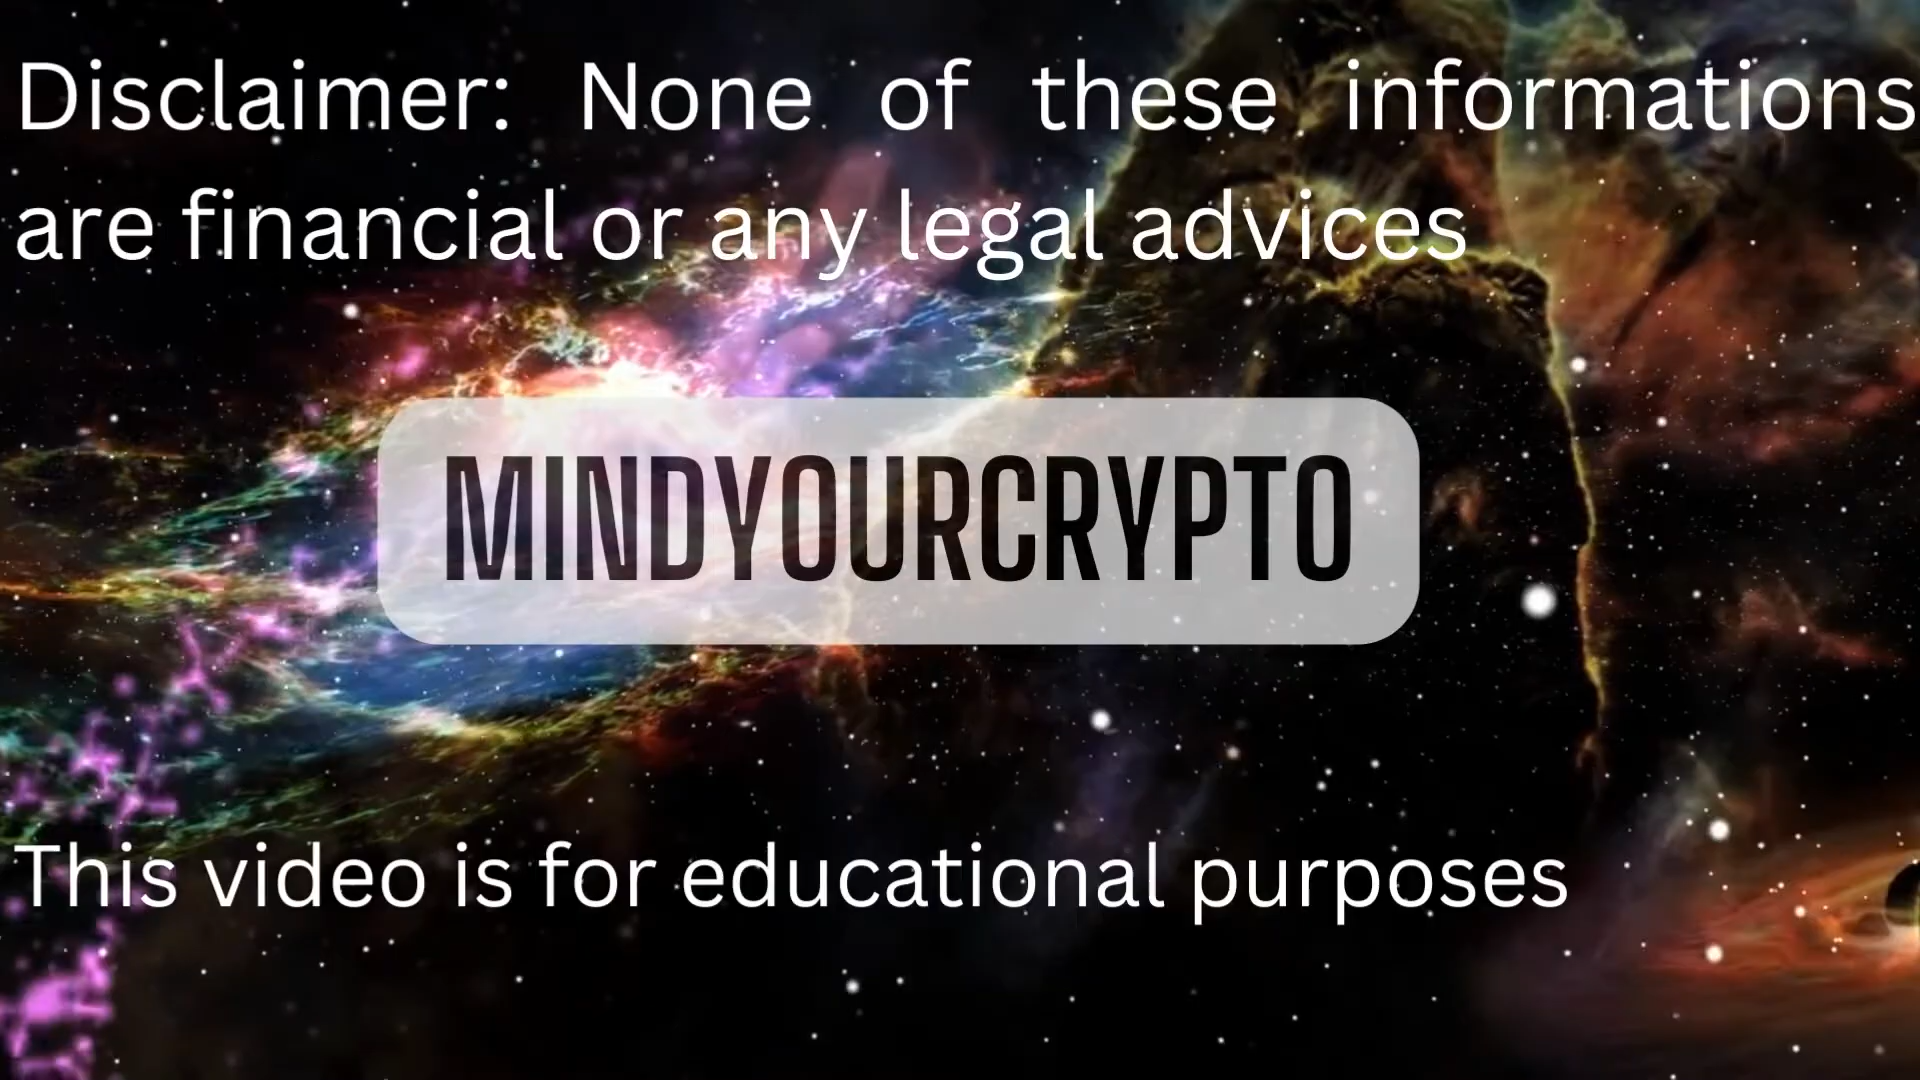 Disclaimer: None of these informations
are financial or any legal advices
MINDYOURCRYPTO
This video is for educational purposes